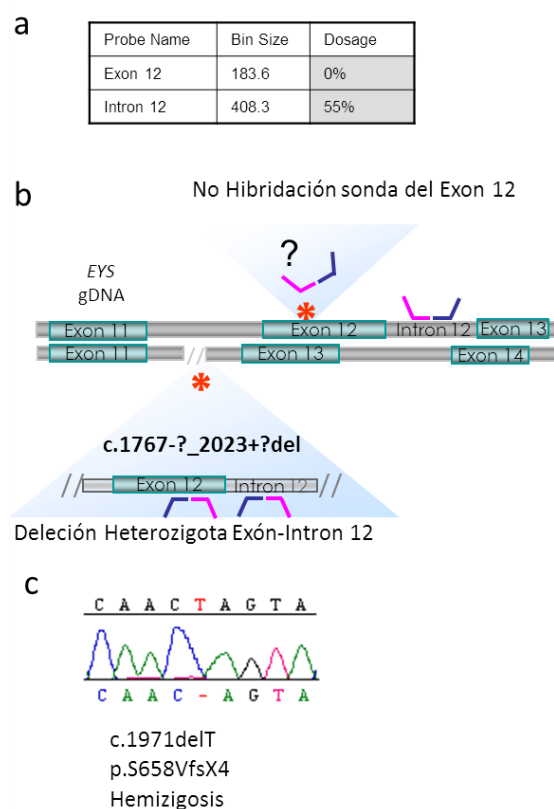 a
Probe Name Bin Size Dosage
Exon 12 183.6 0%
Intron 12 408.3 55%
No Hibridación sonda del Exon 12
b
?
EYS
gDNA
*
Exon 11 Exon 12 Intron 12 Exon 13
Exon 11 // Exon 13 Exon 14
*
c.1767-?_2023+?del
// Exon 12 Intron 12 //
Deleción Heterozigota Exón-Intron 12
c
C A A C T A G T A
C A A C - A G T A
c.1971delT
p.S658VfsX4
Hemizigosis